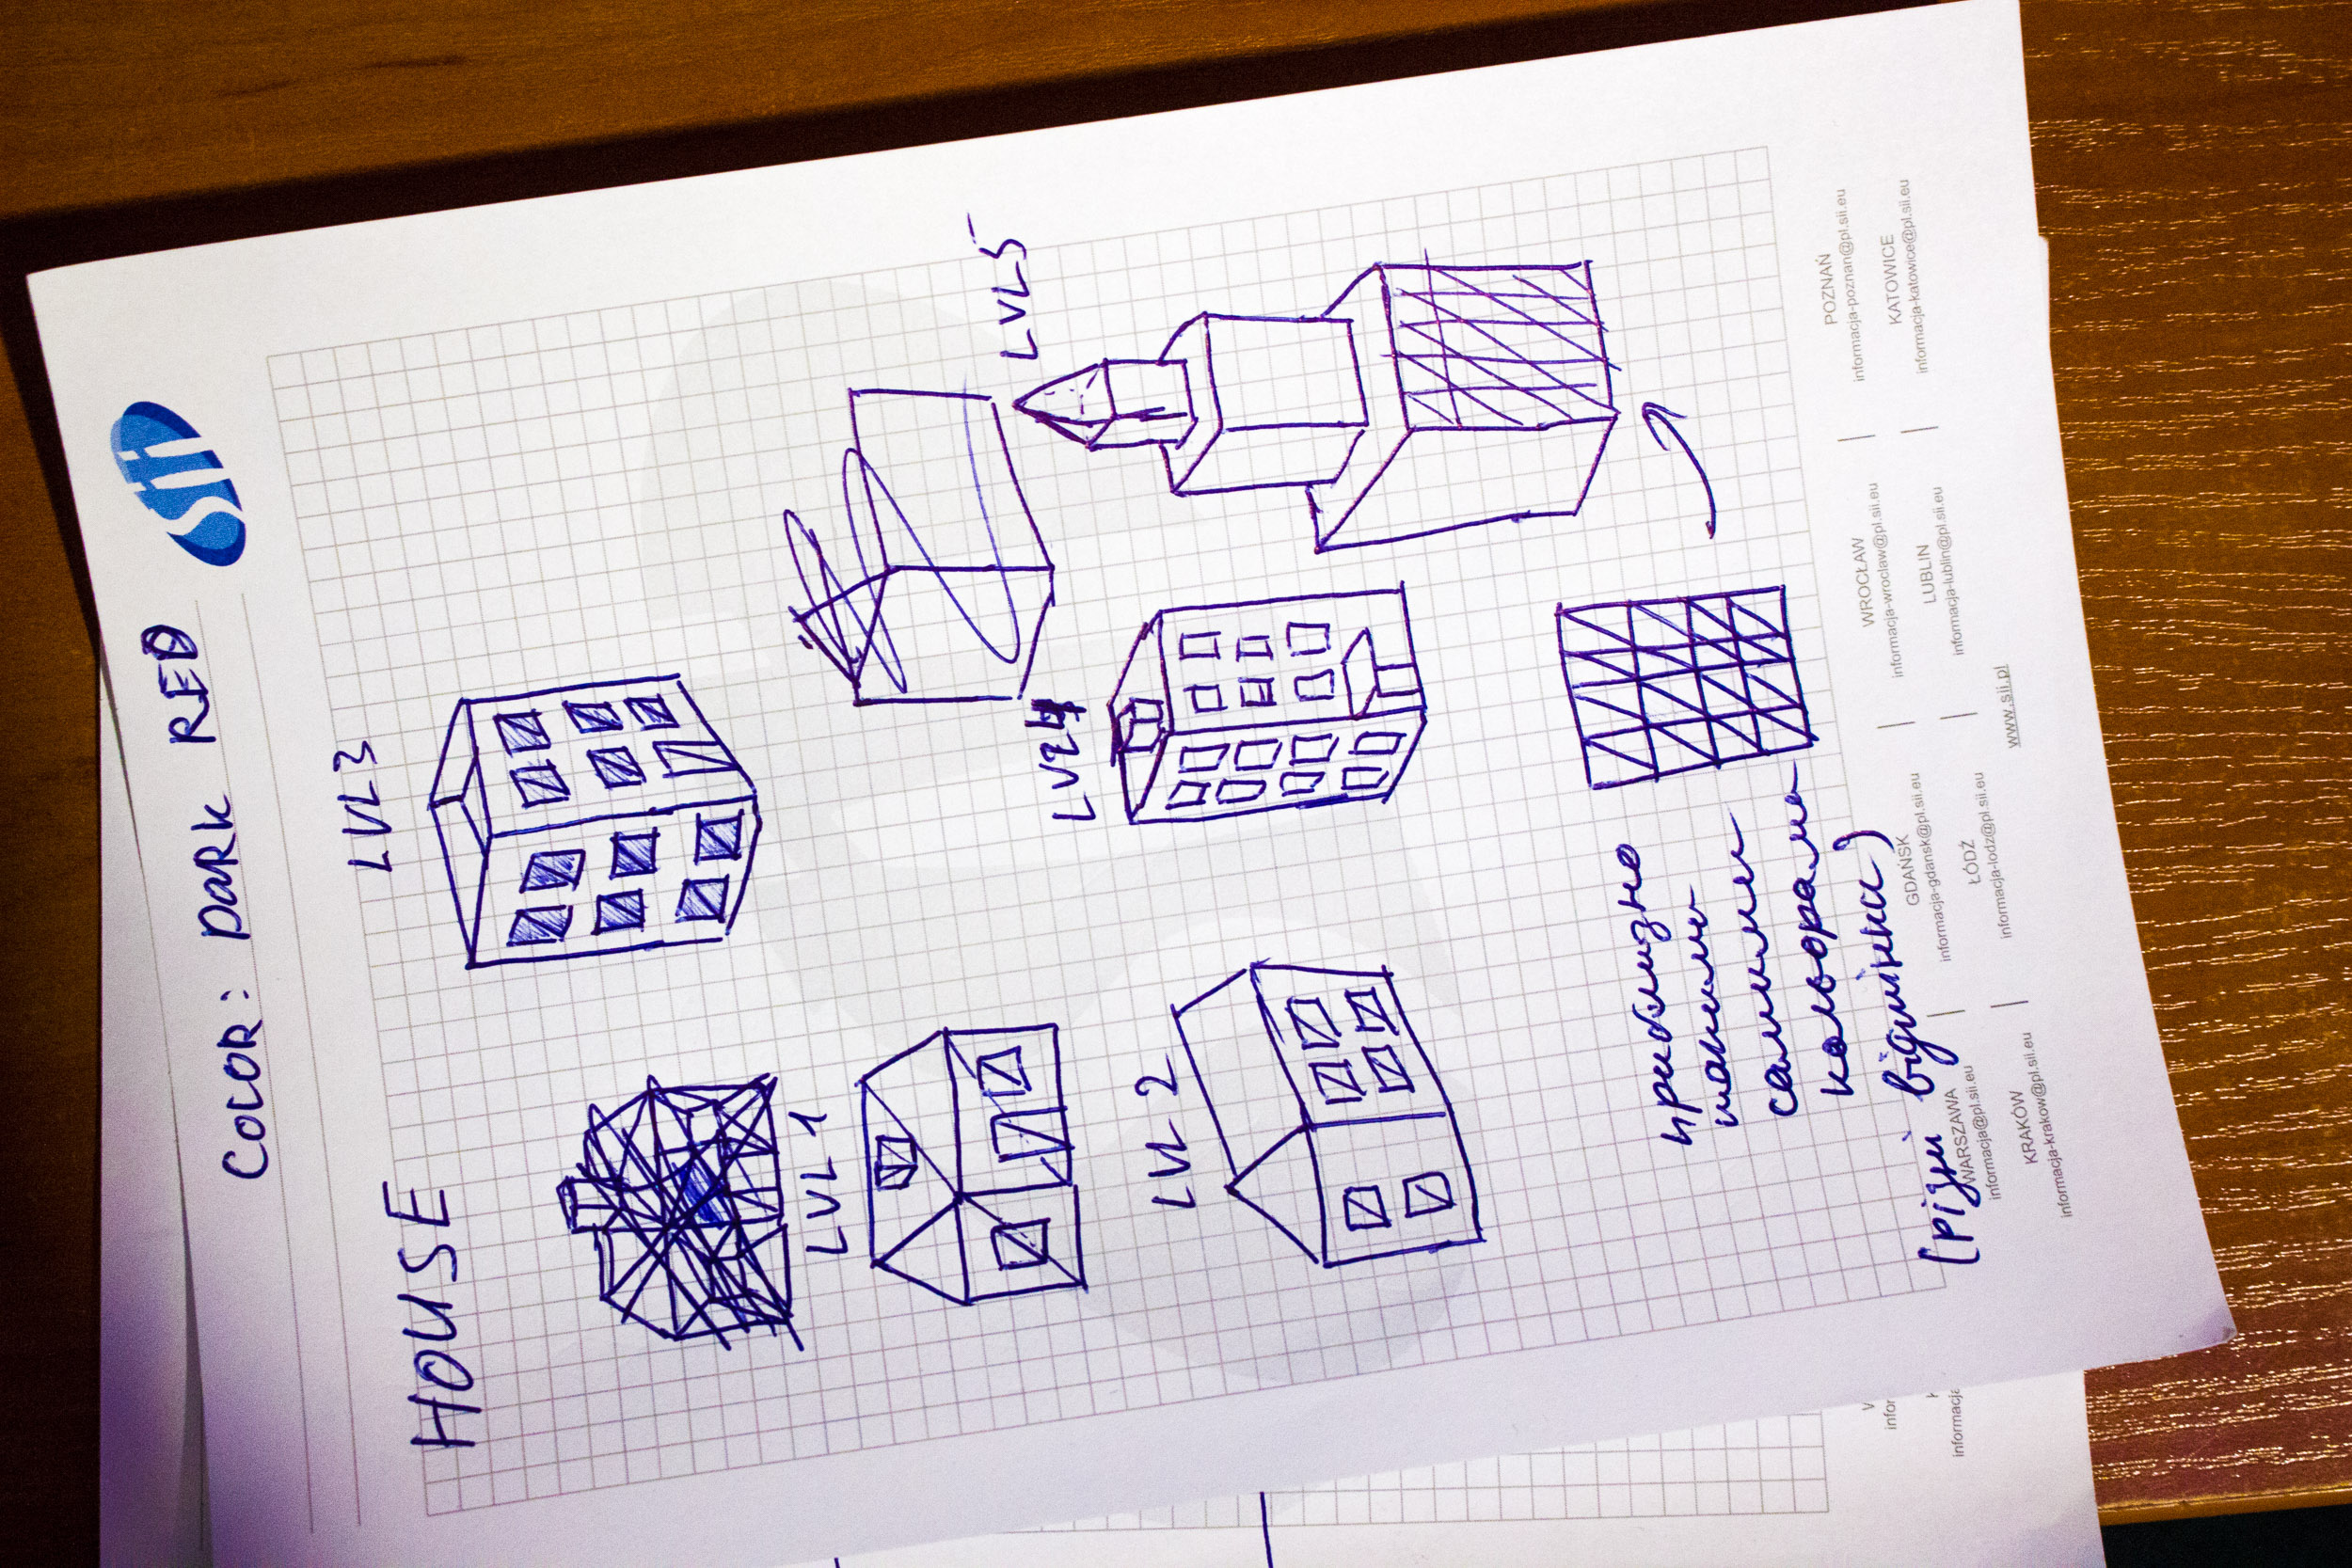 COLOR: DARK RED
sii
HOUSE
LVL 3
LVL 1
LVL 2
LVL 4
LVL 5
приблизно
такими
самими
кольорами
(різні відтінки)
WARSZAWA | GDAŃSK | WROCŁAW | POZNAŃ
informacja@pl.sii.eu informacja-gdansk@pl.sii.eu informacja-wroclaw@pl.sii.eu informacja-poznan@pl.sii.eu
KRAKÓW | ŁÓDŹ | LUBLIN | KATOWICE
informacja-krakow@pl.sii.eu informacja-lodz@pl.sii.eu informacja-lublin@pl.sii.eu informacja-katowice@pl.sii.eu
www.sii.pl